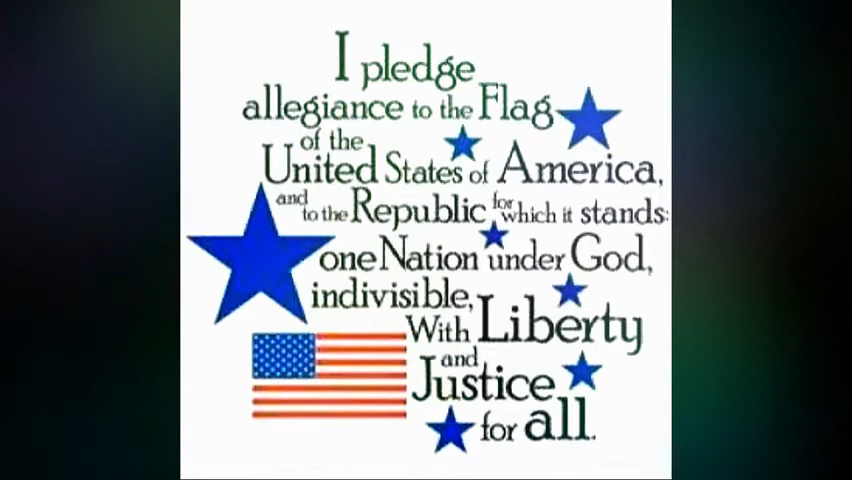 I pledge
allegiance to the Flag
of the
United States of America,
and to the Republic for which it stands:
one Nation under God,
indivisible,
With Liberty
and
Justice
for all.